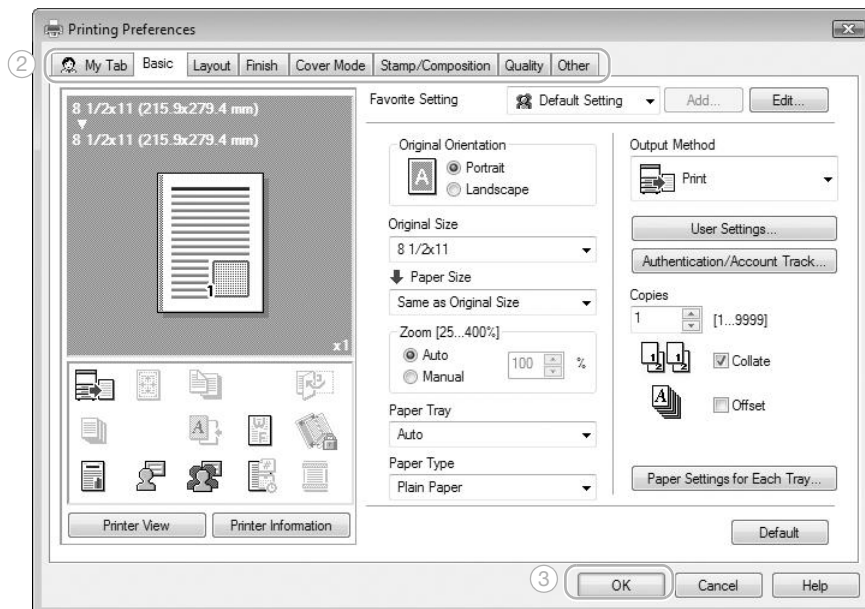 Printing Preferences
2
My Tab Basic Layout Finish Cover Mode Stamp/Composition Quality Other
8 1/2x11 (215.9x279.4 mm)
8 1/2x11 (215.9x279.4 mm)
1
x1
Favorite Setting Default Setting Add... Edit...
Original Orientation
A
Portrait
Landscape
Original Size
8 1/2x11
Paper Size
Same as Original Size
Zoom [25...400%]
Auto
Manual
100 %
Paper Tray
Auto
Paper Type
Plain Paper
Output Method
Print
User Settings...
Authentication/Account Track...
Copies
1 [1...9999]
1 2 1 2 Collate
A Offset
Paper Settings for Each Tray...
A W F
#
Printer View Printer Information
Default
3 OK Cancel Help